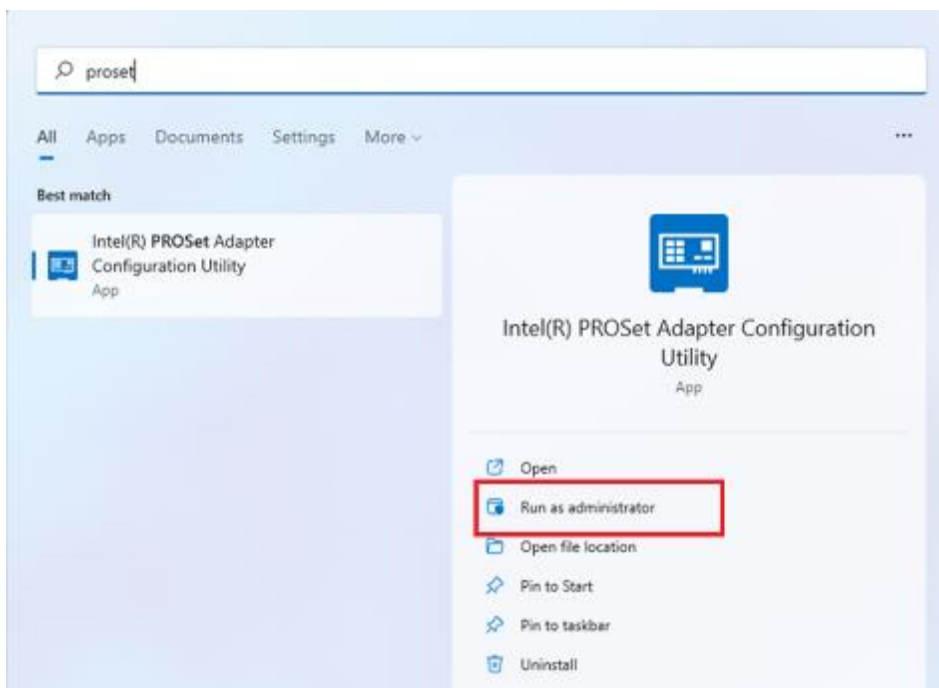 proset
All Apps Documents Settings More
Best match
Intel(R) PROSet Adapter
Configuration Utility
App
Intel(R) PROSet Adapter Configuration
Utility
App
Open
Run as administrator
Open file location
Pin to Start
Pin to taskbar
Uninstall